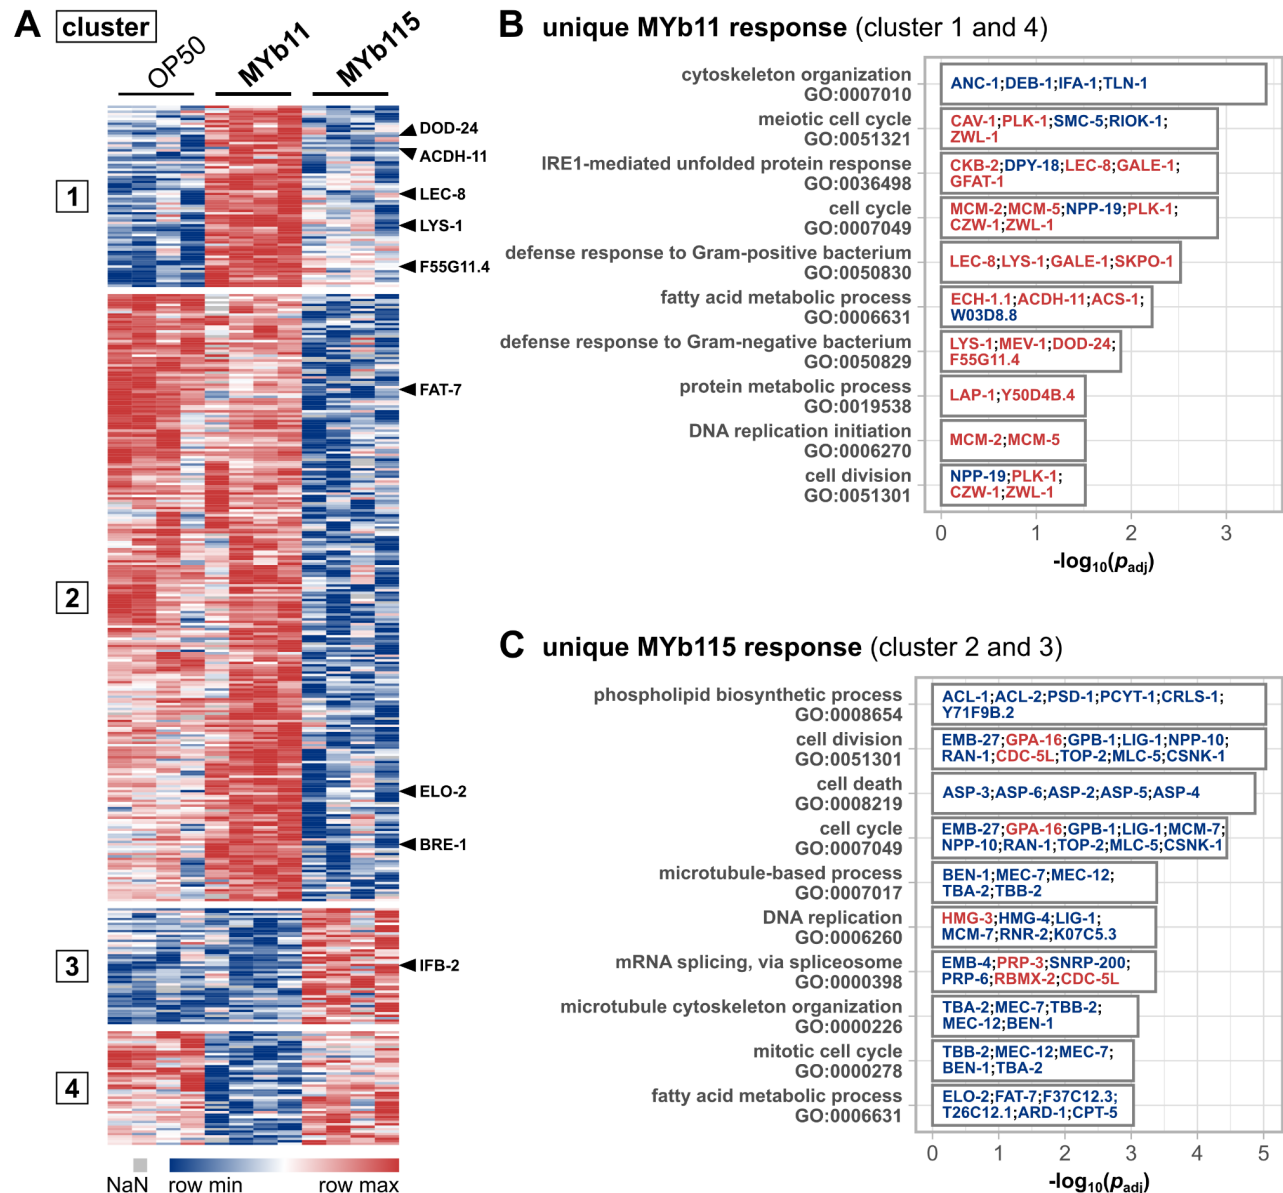 A cluster
OP50
MYb11
MYb115
1
2
3
4
DOD-24
ACDH-11
LEC-8
LYS-1
F55G11.4
FAT-7
ELO-2
BRE-1
IFB-2
NaN row min row max
B unique MYb11 response (cluster 1 and 4)
cytoskeleton organization
GO:0007010
ANC-1;DEB-1;IFA-1;TLN-1
meiotic cell cycle
GO:0051321
CAV-1;PLK-1;SMC-5;RIOK-1;
ZWL-1
IRE1-mediated unfolded protein response
GO:0036498
CKB-2;DPY-18;LEC-8;GALE-1;
GFAT-1
cell cycle
GO:0007049
MCM-2;MCM-5;NPP-19;PLK-1;
CZW-1;ZWL-1
defense response to Gram-positive bacterium
GO:0050830
LEC-8;LYS-1;GALE-1;SKPO-1
fatty acid metabolic process
GO:0006631
ECH-1.1;ACDH-11;ACS-1;
W03D8.8
defense response to Gram-negative bacterium
GO:0050829
LYS-1;MEV-1;DOD-24;
F55G11.4
protein metabolic process
GO:0019538
LAP-1;Y50D4B.4
DNA replication initiation
GO:0006270
MCM-2;MCM-5
cell division
GO:0051301
NPP-19;PLK-1;
CZW-1;ZWL-1
0 1 2 3
-log10(padj)
C unique MYb115 response (cluster 2 and 3)
phospholipid biosynthetic process
GO:0008654
ACL-1;ACL-2;PSD-1;PCYT-1;CRLS-1;
Y71F9B.2
cell division
GO:0051301
EMB-27;GPA-16;GPB-1;LIG-1;NPP-10;
RAN-1;CDC-5L;TOP-2;MLC-5;CSNK-1
cell death
GO:0008219
ASP-3;ASP-6;ASP-2;ASP-5;ASP-4
cell cycle
GO:0007049
EMB-27;GPA-16;GPB-1;LIG-1;MCM-7;
NPP-10;RAN-1;TOP-2;MLC-5;CSNK-1
microtubule-based process
GO:0007017
BEN-1;MEC-7;MEC-12;
TBA-2;TBB-2
DNA replication
GO:0006260
HMG-3;HMG-4;LIG-1;
MCM-7;RNR-2;K07C5.3
mRNA splicing, via spliceosome
GO:0000398
EMB-4;PRP-3;SNRP-200;
PRP-6;RBMX-2;CDC-5L
microtubule cytoskeleton organization
GO:0000226
TBA-2;MEC-7;TBB-2;
MEC-12;BEN-1
mitotic cell cycle
GO:0000278
TBB-2;MEC-12;MEC-7;
BEN-1;TBA-2
fatty acid metabolic process
GO:0006631
ELO-2;FAT-7;F37C12.3;
T26C12.1;ARD-1;CPT-5
0 1 2 3 4 5
-log10(padj)